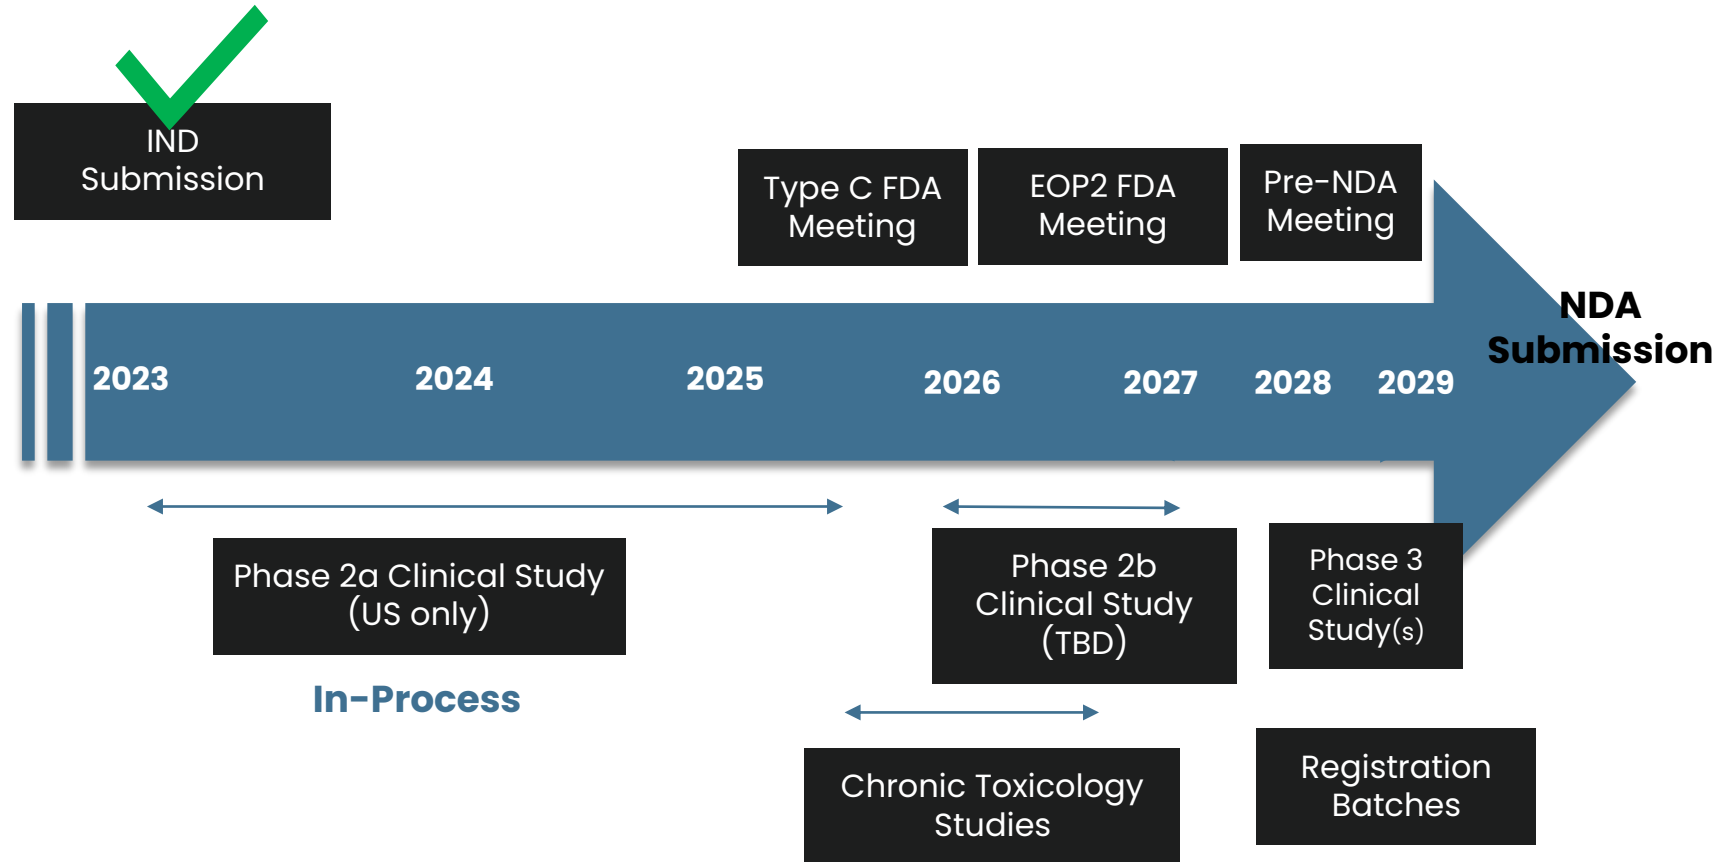 IND
Submission
Type C FDA
Meeting
EOP2 FDA
Meeting
Pre-NDA
Meeting
NDA
Submission
2023
2024
2025
2026
2027
2028
2029
Phase 2a Clinical Study
(US only)
In-Process
Phase 2b
Clinical Study
(TBD)
Phase 3
Clinical
Study(s)
Chronic Toxicology
Studies
Registration
Batches